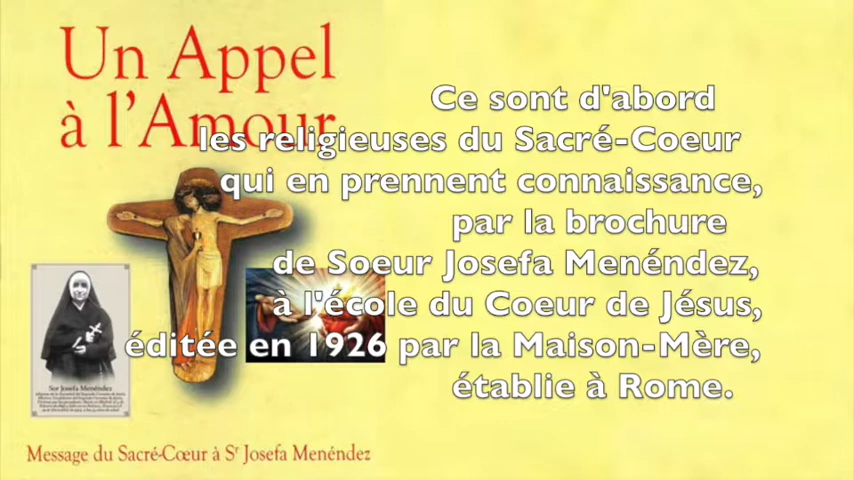 Un Appel
à l'Amour
Ce sont d'abord
les religieuses du Sacré-Coeur
qui en prennent connaissance,
par la brochure
de Soeur Josefa Menéndez,
à l'école du Coeur de Jésus,
éditée en 1926 par la Maison-Mère,
établie à Rome.
Sor Josefa Menéndez
Message du Sacré-Cœur à Sr Josefa Menéndez